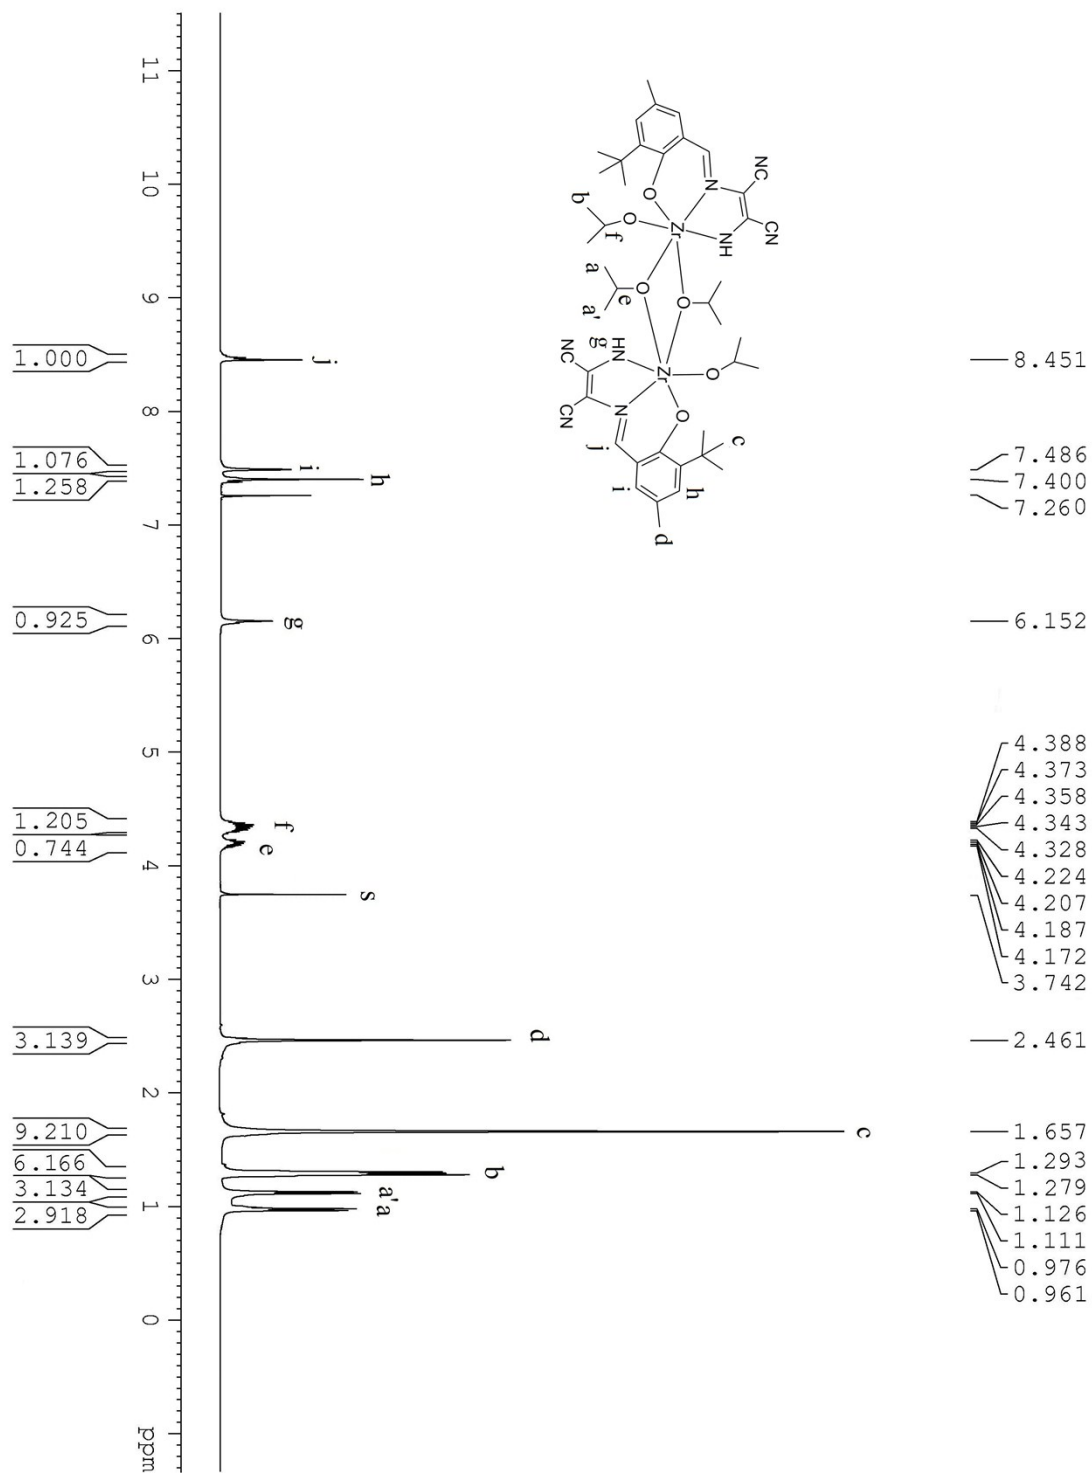 11
10
9
8
7
6
5
4
3
2
1
0
ppm
1.000
1.076
1.258
0.925
1.205
0.744
3.139
9.210
6.166
3.134
2.918
j
i
h
g
f
e
s
d
c
b
a'
a
8.451
7.486
7.400
7.260
6.152
4.388
4.373
4.358
4.343
4.328
4.224
4.207
4.187
4.172
3.742
2.461
1.657
1.293
1.279
1.126
1.111
0.976
0.961
NC
CN
N
NH
O
Zr
O
b
f
a
a'
e
O
O
g
HN
NC
CN
Zr
O
N
O
j
c
i
h
d